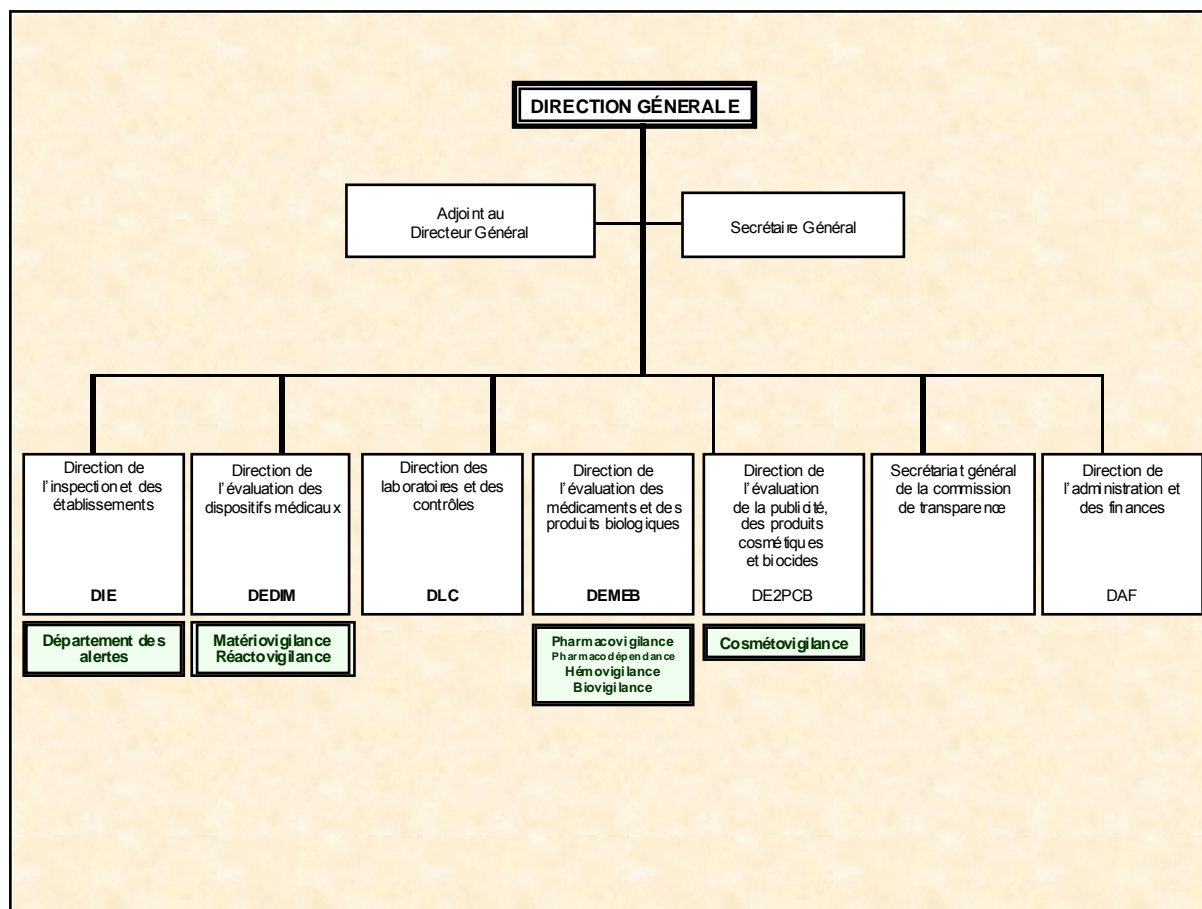 DIRECTION GÉNERALE
Adjoint au
Directeur Général
Secrétaire Général
Direction de
l'inspection et des
établissements
DIE
Direction de
l'évaluation des
dispositifs médicaux
DEDIM
Direction des
laboratoires et des
contrôles
DLC
Direction de
l'évaluation des
médicaments et des
produits biologiques
DEMEB
Direction de
l'évaluation
de la publicité,
des produits
cosmétiques
et biocides
DE2PCB
Secrétariat général
de la commission
de transparence
Direction de
l'administration et
des finances
DAF
Département des
alertes
Matériovigilance
Réactovigilance
Pharmacovigilance
Pharmacodépendance
Hémovigilance
Biovigilance
Cosmétovigilance